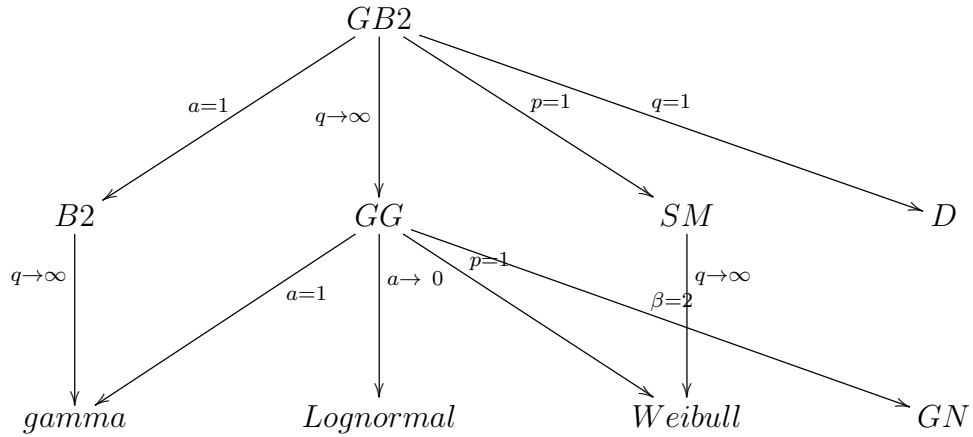 GB2
a=1 q→∞ p=1 q=1
B2 GG SM D
q→∞ a=1 a→ 0 p=1 β=2 q→∞
gamma Lognormal Weibull GN